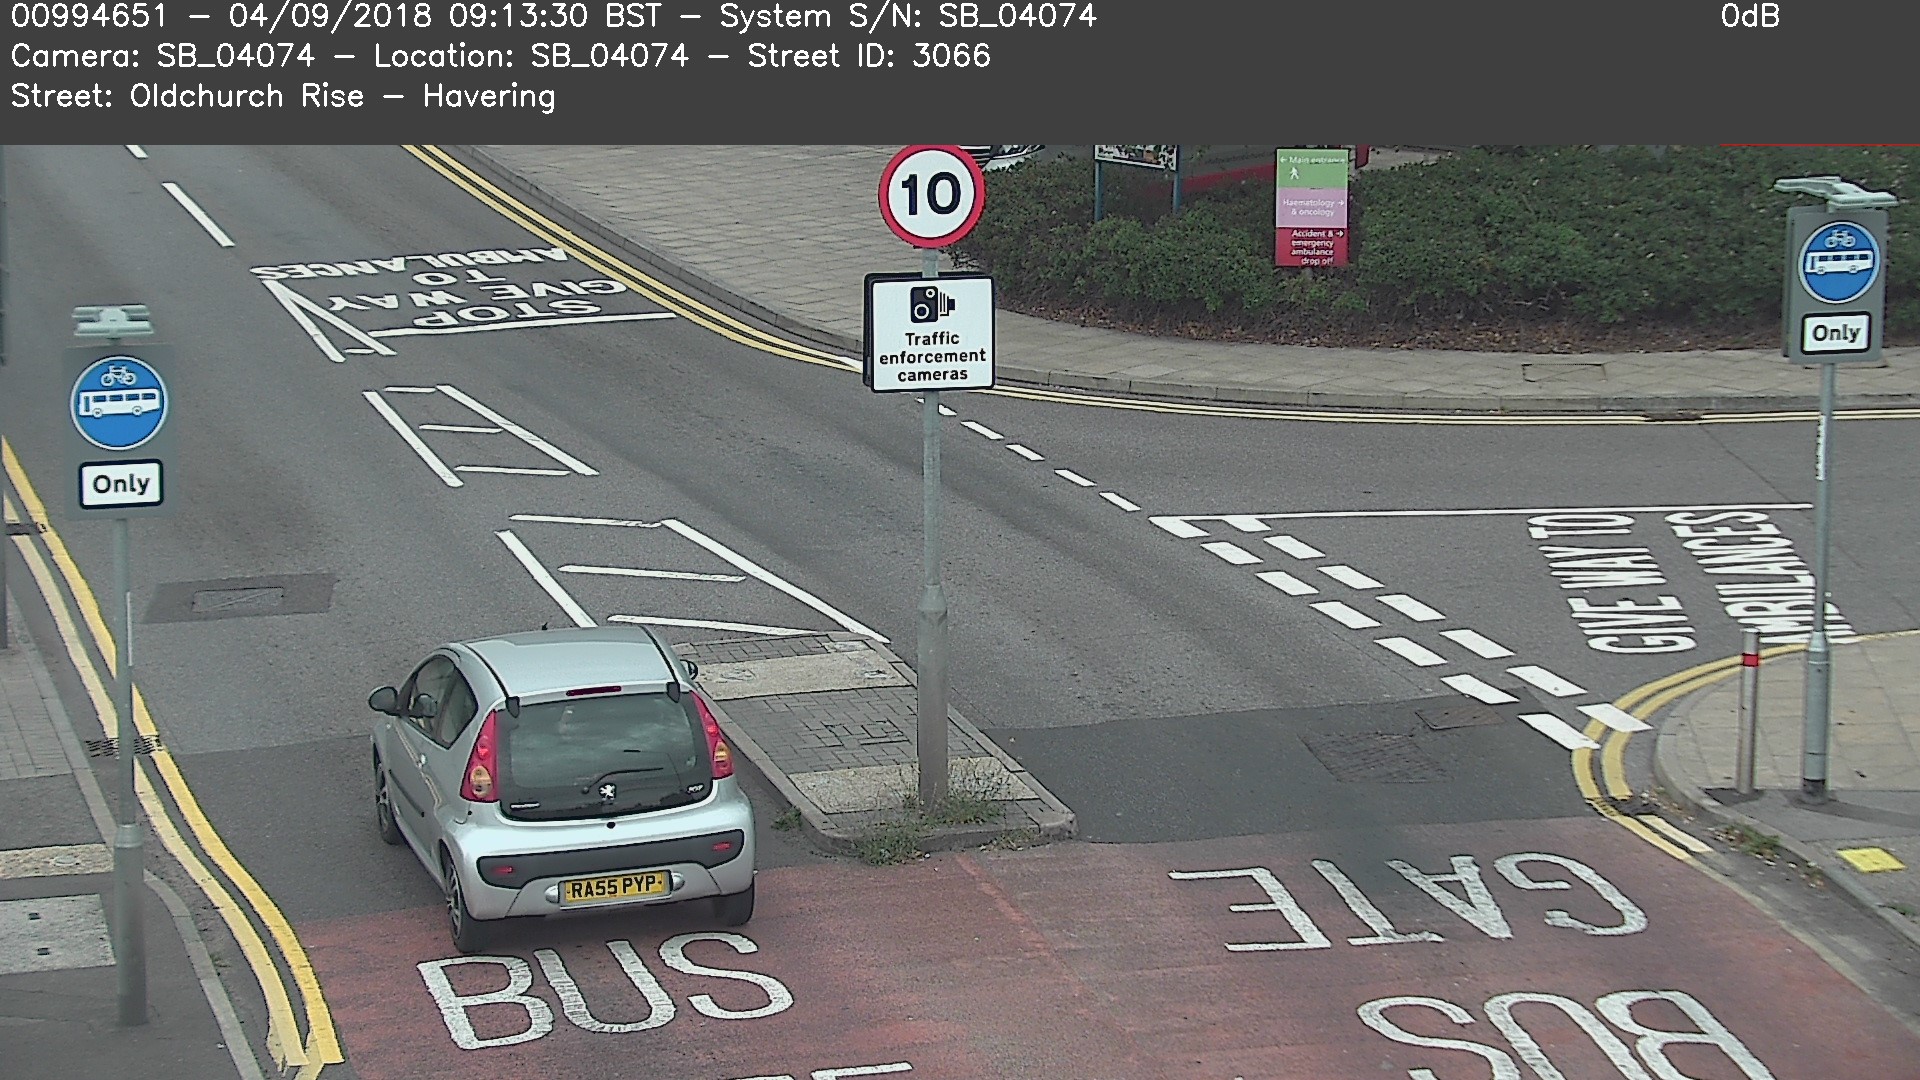 00994651 – 04/09/2018 09:13:30 BST – System S/N: SB_04074
0dB
Camera: SB_04074 – Location: SB_04074 – Street ID: 3066
Street: Oldchurch Rise – Havering
10
Traffic
enforcement
cameras
← Main entrance
Haematology →
& oncology
Accident & →
emergency
ambulance
drop off
Only
Only
STOP
GIVE WAY
TO
AMBULANCES
GIVE WAY TO
AMBULANCES
RA55 PYP
BUS
BUS
GATE